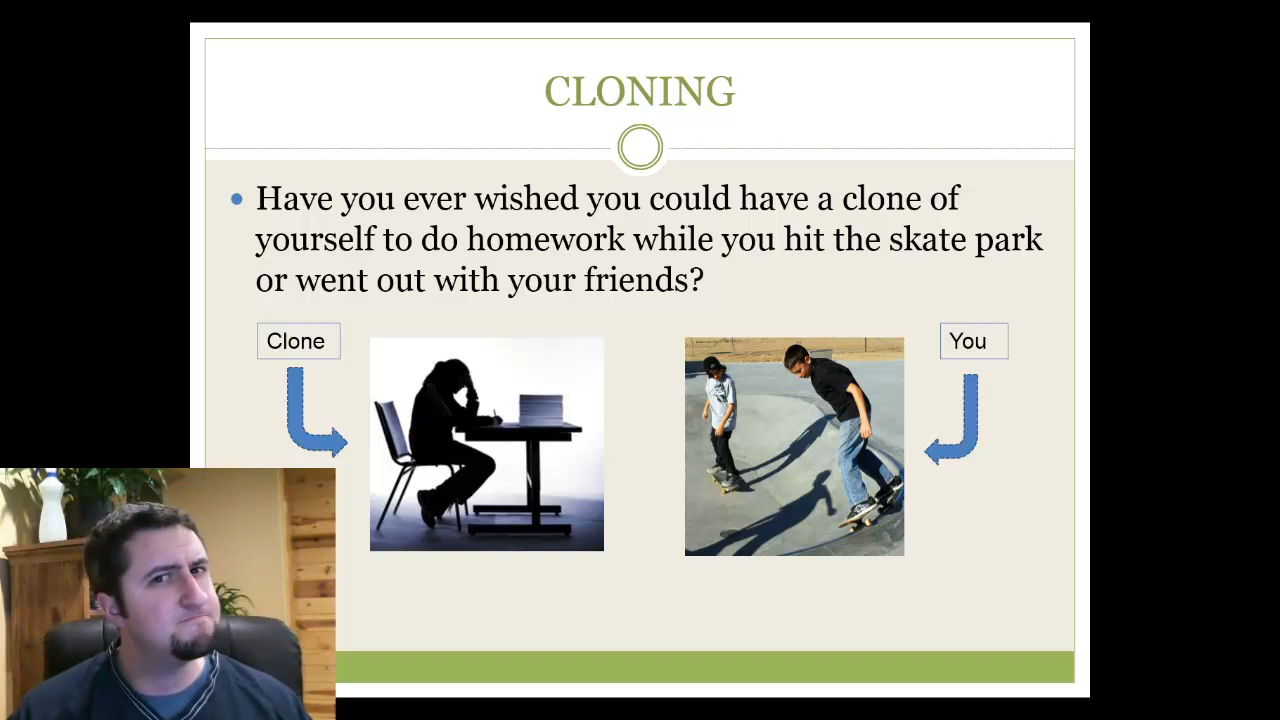 CLONING
Have you ever wished you could have a clone of
yourself to do homework while you hit the skate park
or went out with your friends?
Clone
You